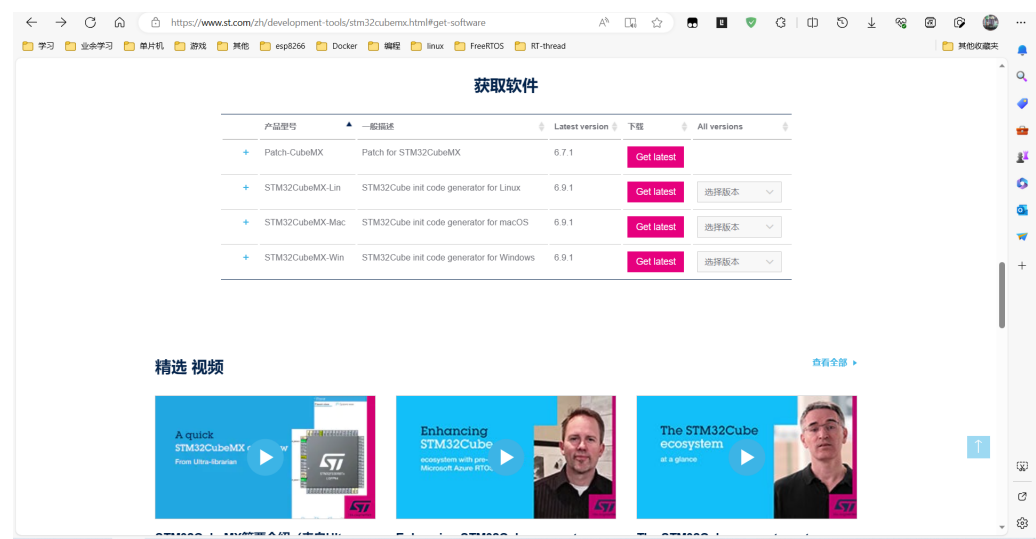 https://www.st.com/zh/development-tools/stm32cubemx.html#get-software
学习 业余学习 单片机 游戏 其他 esp8266 Docker 编程 linux FreeRTOS RT-thread 其他收藏夹
获取软件
产品型号 一般描述 Latest version 下载 All versions
+ Patch-CubeMX Patch for STM32CubeMX 6.7.1 Get latest
+ STM32CubeMX-Lin STM32Cube init code generator for Linux 6.9.1 Get latest 选择版本
+ STM32CubeMX-Mac STM32Cube init code generator for macOS 6.9.1 Get latest 选择版本
+ STM32CubeMX-Win STM32Cube init code generator for Windows 6.9.1 Get latest 选择版本
精选 视频 查看全部
A quick
STM32CubeMX
From Ultra-librarian
Enhancing
STM32Cube
ecosystem with pre-
Microsoft Azure
The STM32Cube
ecosystem
at a glance